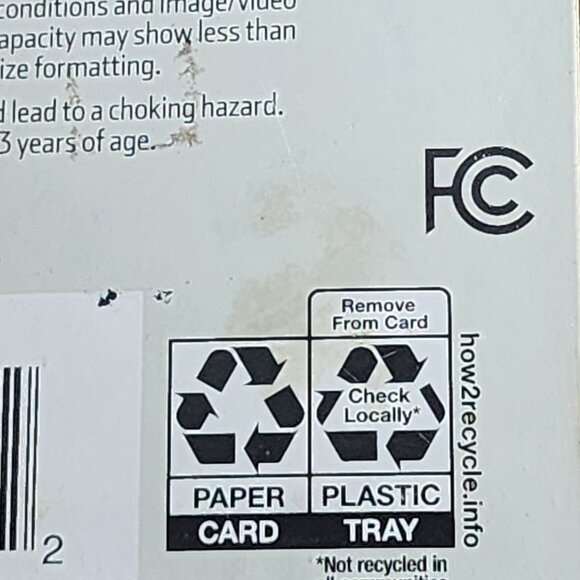 conditions and image/video
apacity may show less than
ize formatting.
d lead to a choking hazard.
3 years of age.
FC
Remove
From Card
Check
Locally*
PAPER
PLASTIC
CARD
TRAY
how2recycle.info
2
*Not recycled in